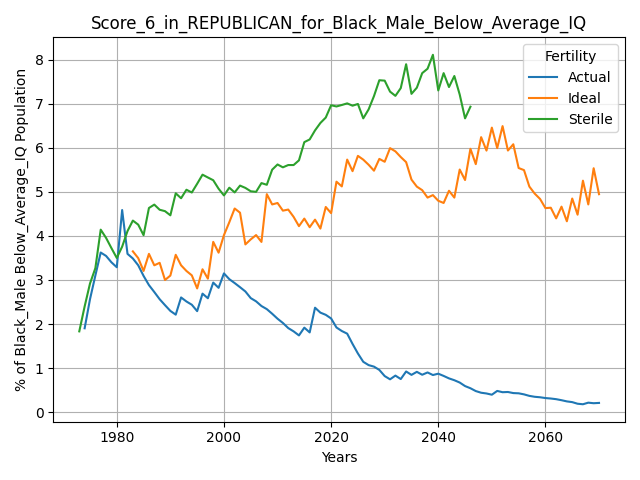 Score_6_in_REPUBLICAN_for_Black_Male_Below_Average_IQ
% of Black_Male Below_Average_IQ Population
8
7
6
5
4
3
2
1
0
Fertility
Actual
Ideal
Sterile
1980
2000
2020
2040
2060
Years